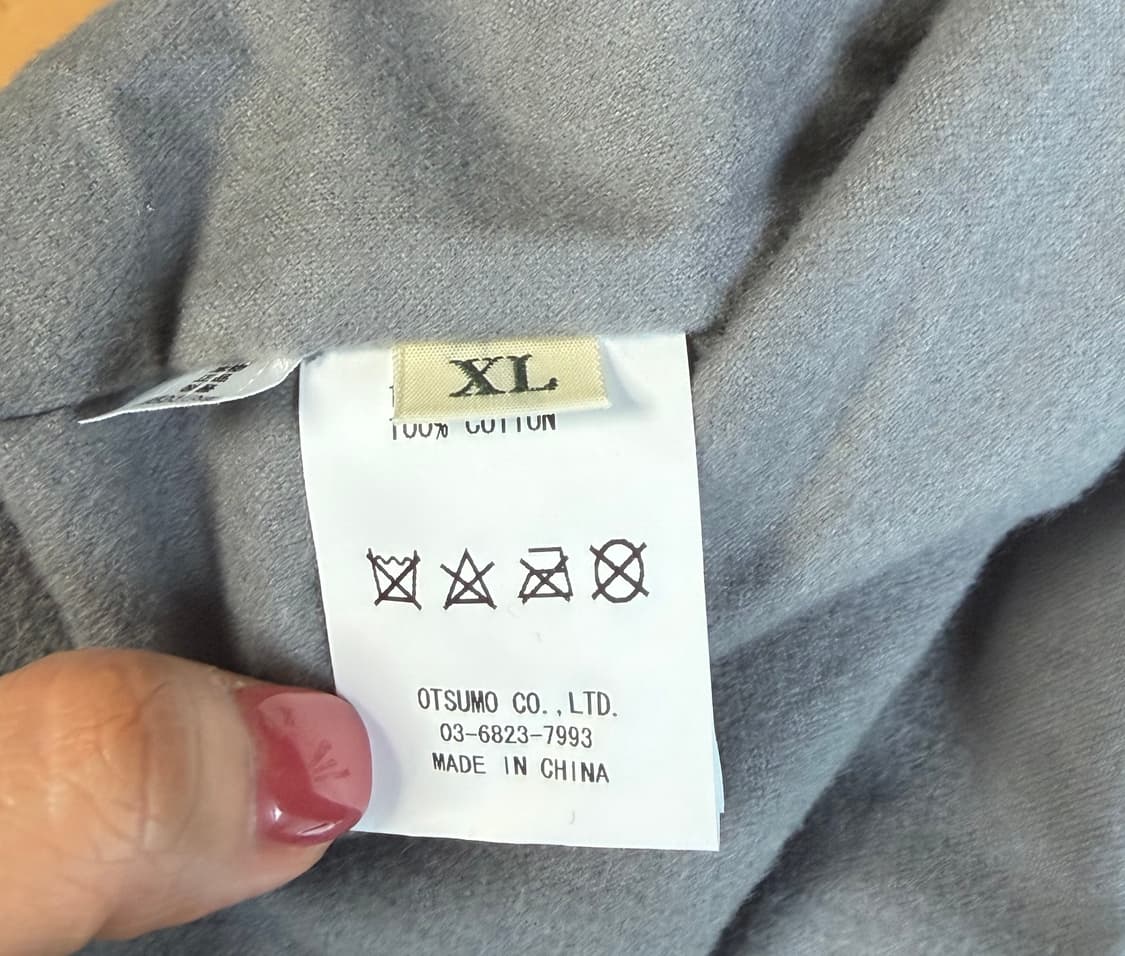 XL
100% COTTON
OTSUMO CO.,LTD.
03-6823-7993
MADE IN CHINA